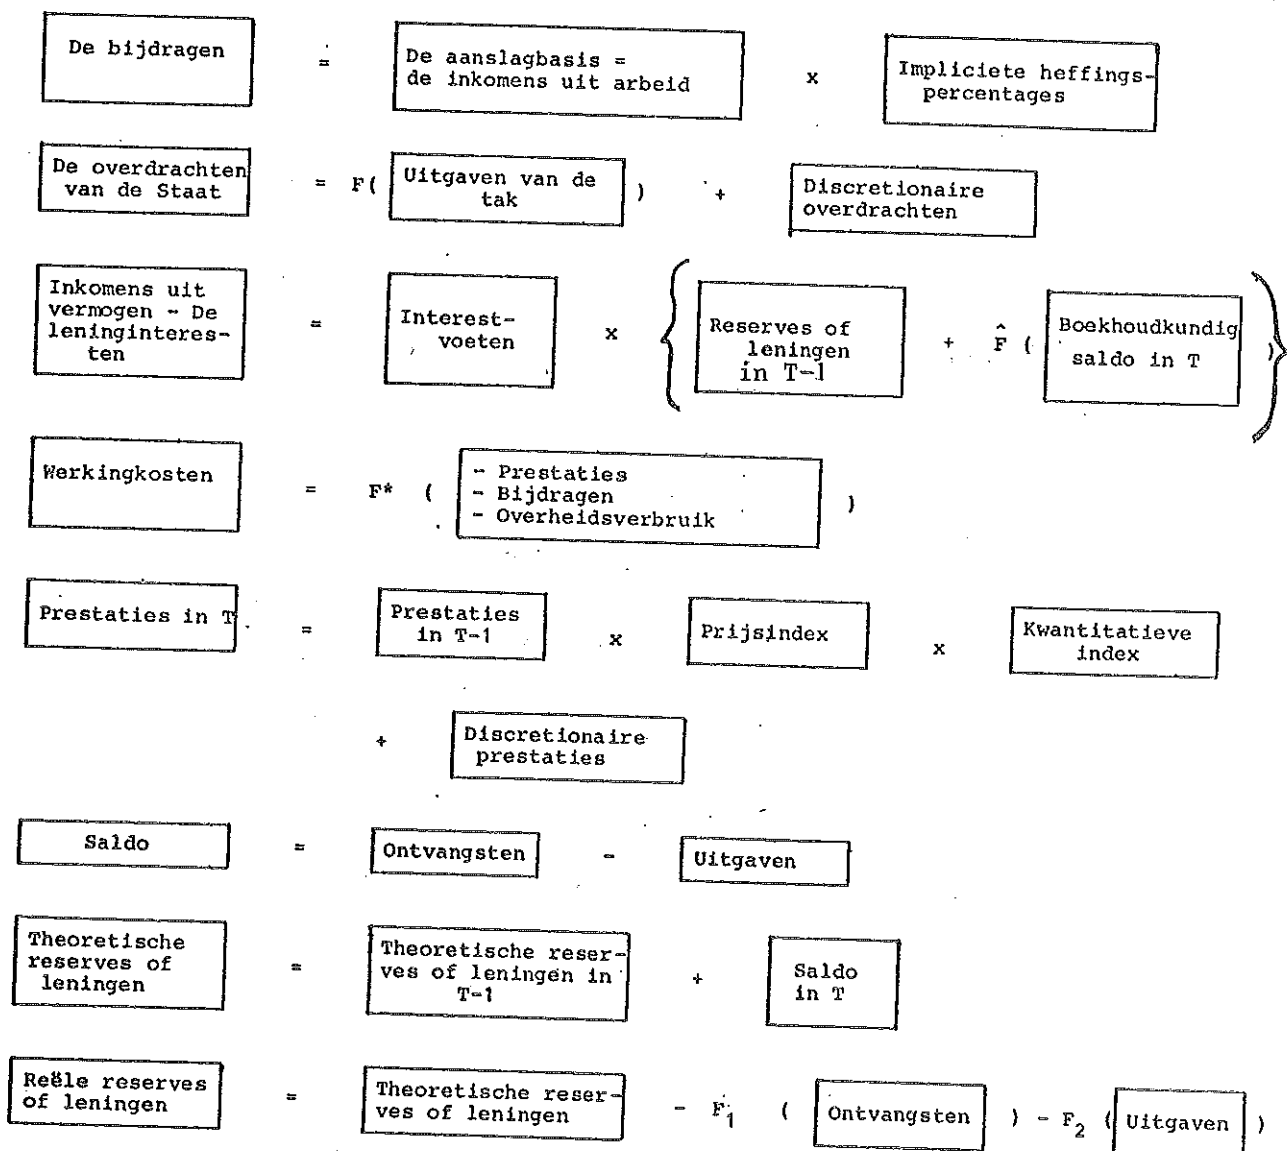 De bijdragen = De aanslagbasis = x Impliciete heffings-
de inkomens uit arbeid percentages
De overdrachten = F( Uitgaven van de ) + Discretionaire
van de Staat tak overdrachten
Inkomens uit
vermogen - De = Interest- x { Reserves of + F̂ ( Boekhoudkundig ) }
leninginteres- voeten leningen saldo in T
ten in T-1
Werkingkosten = F* ( - Prestaties )
- Bijdragen
- Overheidsverbruik
Prestaties in T = Prestaties x Prijsindex x Kwantitatieve
in T-1 index
+ Discretionaire
prestaties
Saldo = Ontvangsten - Uitgaven
Theoretische Theoretische reser-
reserves of = ves of leningen in + Saldo
leningen T-1 in T
Reële reserves = Theoretische reser- - F₁ ( Ontvangsten ) - F₂ ( Uitgaven )
of leningen ves of leningen